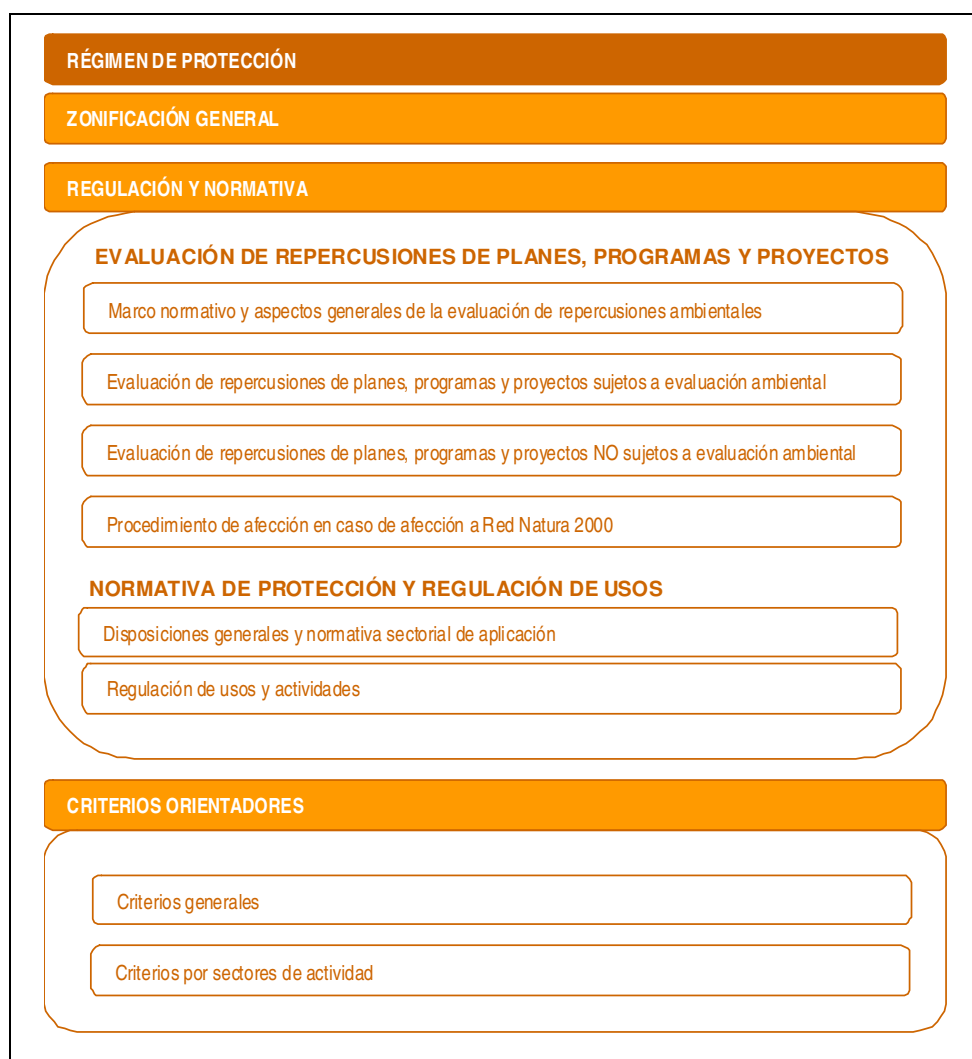 RÉGIMEN DE PROTECCIÓN
ZONIFICACIÓN GENERAL
REGULACIÓN Y NORMATIVA
EVALUACIÓN DE REPERCUSIONES DE PLANES, PROGRAMAS Y PROYECTOS
Marco normativo y aspectos generales de la evaluación de repercusiones ambientales
Evaluación de repercusiones de planes, programas y proyectos sujetos a evaluación ambiental
Evaluación de repercusiones de planes, programas y proyectos NO sujetos a evaluación ambiental
Procedimiento de afección en caso de afección a Red Natura 2000
NORMATIVA DE PROTECCIÓN Y REGULACIÓN DE USOS
Disposiciones generales y normativa sectorial de aplicación
Regulación de usos y actividades
CRITERIOS ORIENTADORES
Criterios generales
Criterios por sectores de actividad